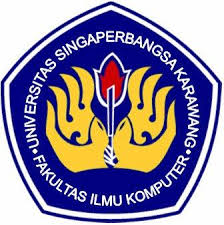 UNIVERSITAS SINGAPERBANGSA KARAWANG
FAKULTAS ILMU KOMPUTER